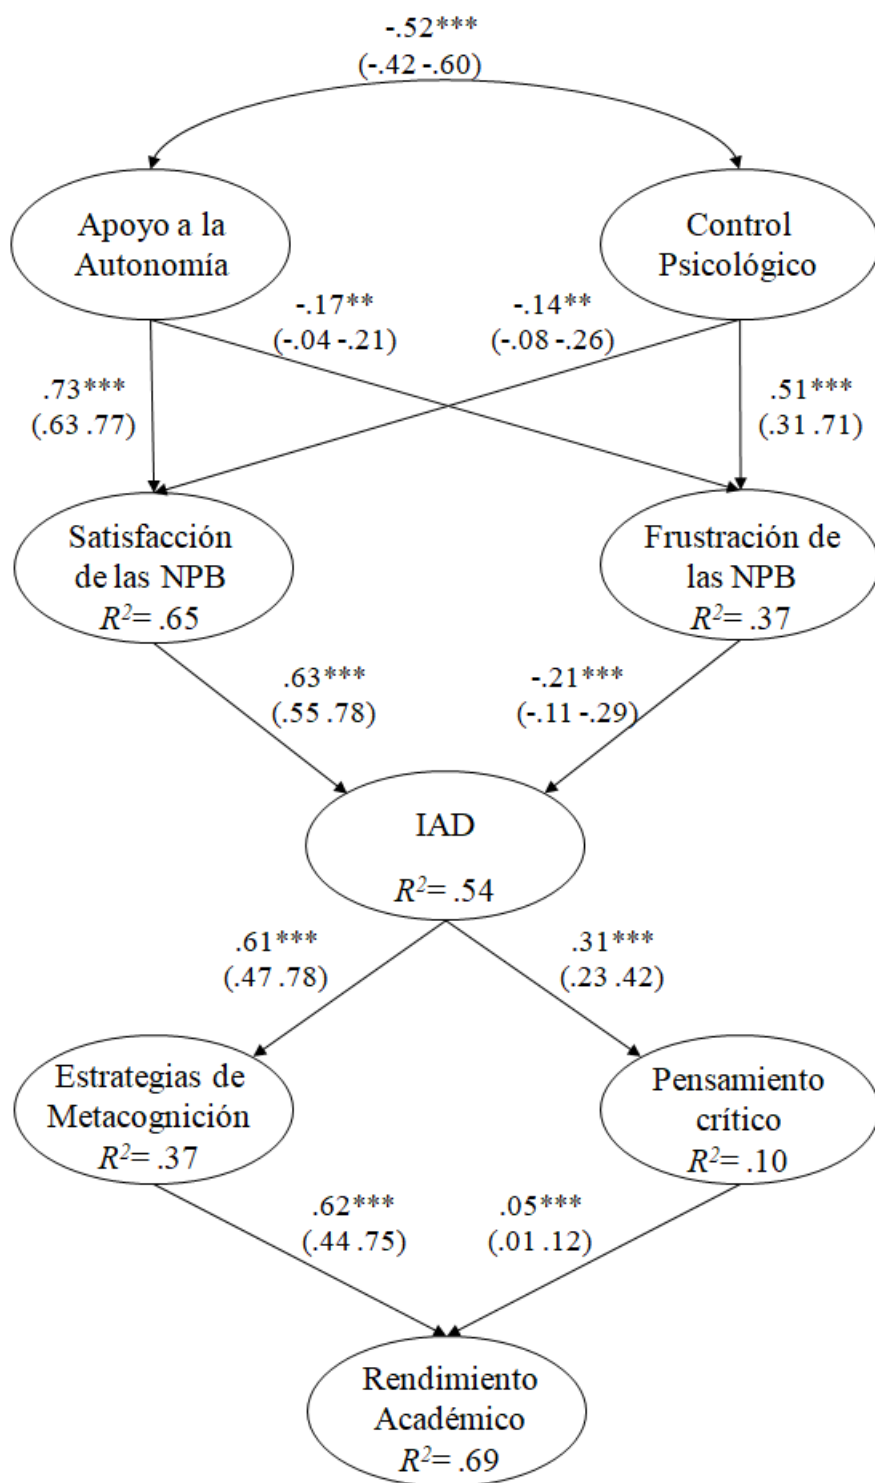 -.52***
(-.42 -.60)
Apoyo a la
Autonomía
Control
Psicológico
-.17**
(-.04 -.21)
-.14**
(-.08 -.26)
.73***
(.63 .77)
.51***
(.31 .71)
Satisfacción
de las NPB
R²= .65
Frustración de
las NPB
R²= .37
.63***
(.55 .78)
-.21***
(-.11 -.29)
IAD
R²= .54
.61***
(.47 .78)
.31***
(.23 .42)
Estrategias de
Metacognición
R²= .37
Pensamiento
crítico
R²= .10
.62***
(.44 .75)
.05***
(.01 .12)
Rendimiento
Académico
R²= .69